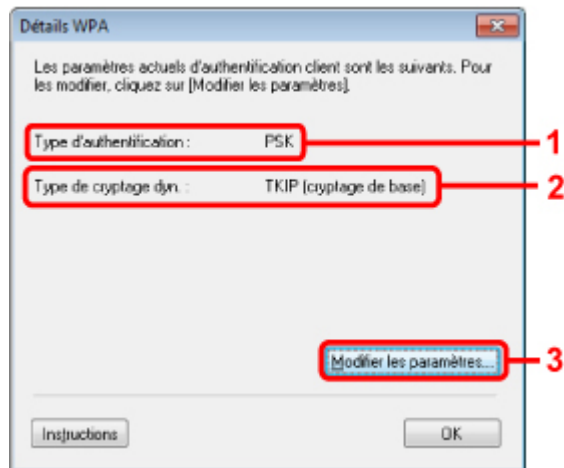 Détails WPA
Les paramètres actuels d'authentification client sont les suivants. Pour
les modifier, cliquez sur [Modifier les paramètres].
Type d'authentification : PSK 1
Type de cryptage dyn. : TKIP (cryptage de base) 2
Modifier les paramètres... 3
Instructions OK